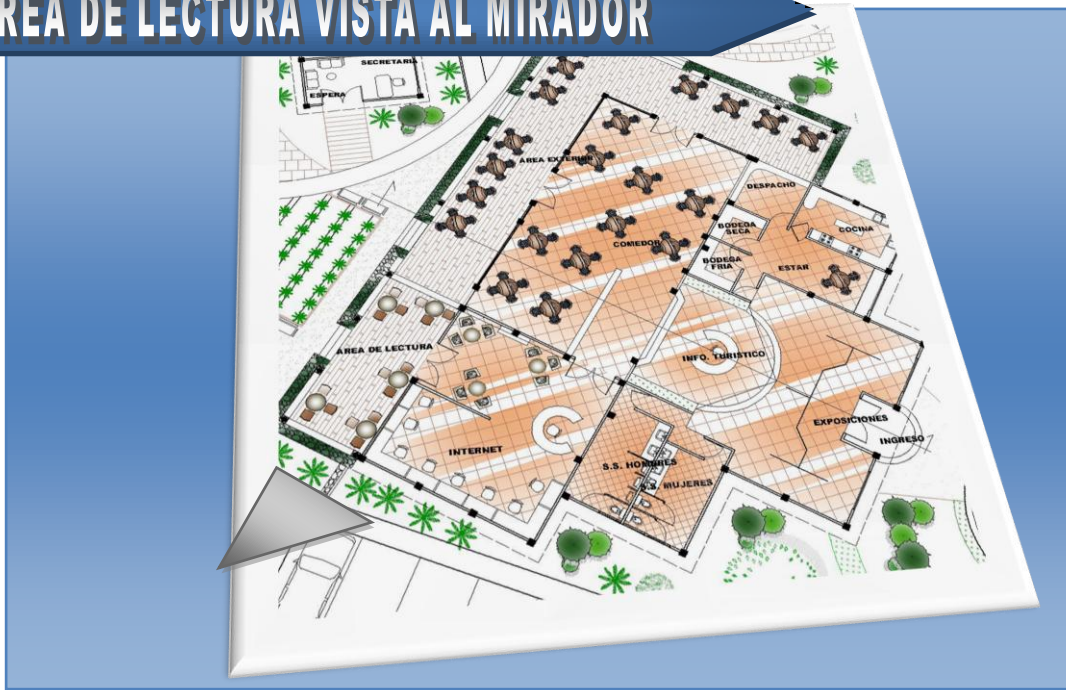 REA DE LECTURA VISTA AL MIRADOR
SECRETARIA
ESPERA
AREA EXTERIOR
DESPACHO
BODEGA
SECA
COCINA
COMEDOR
BODEGA
FRIA
ESTAR
AREA DE LECTURA
INFO. TURISTICO
EXPOSICIONES
INGRESO
INTERNET
S.S. HOMBRES
S.S. MUJERES